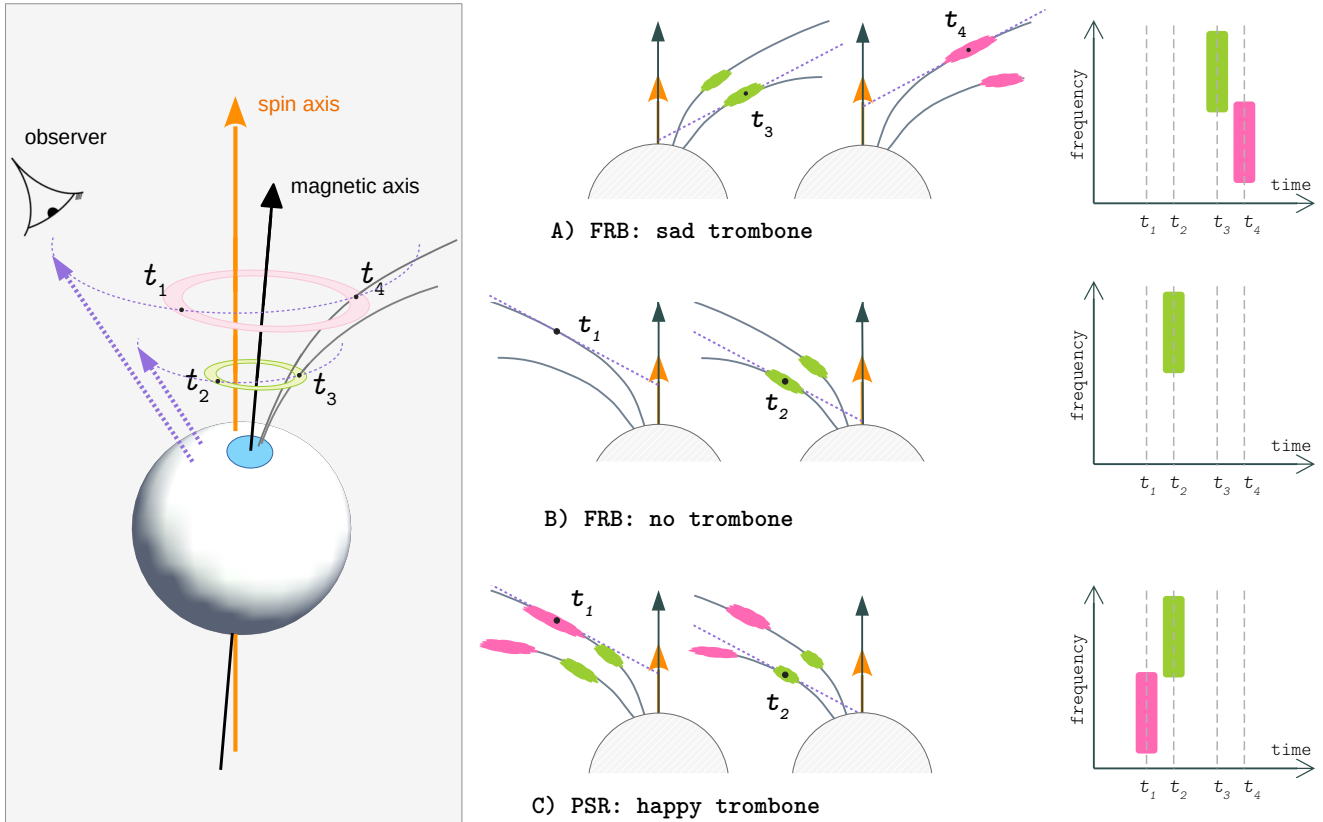 spin axis
observer
magnetic axis
t1
t4
t2
t3
t3
t4
frequency
time
t1 t2 t3 t4
A) FRB: sad trombone
t1
t2
frequency
time
t1 t2 t3 t4
B) FRB: no trombone
t1
t2
frequency
time
t1 t2 t3 t4
C) PSR: happy trombone